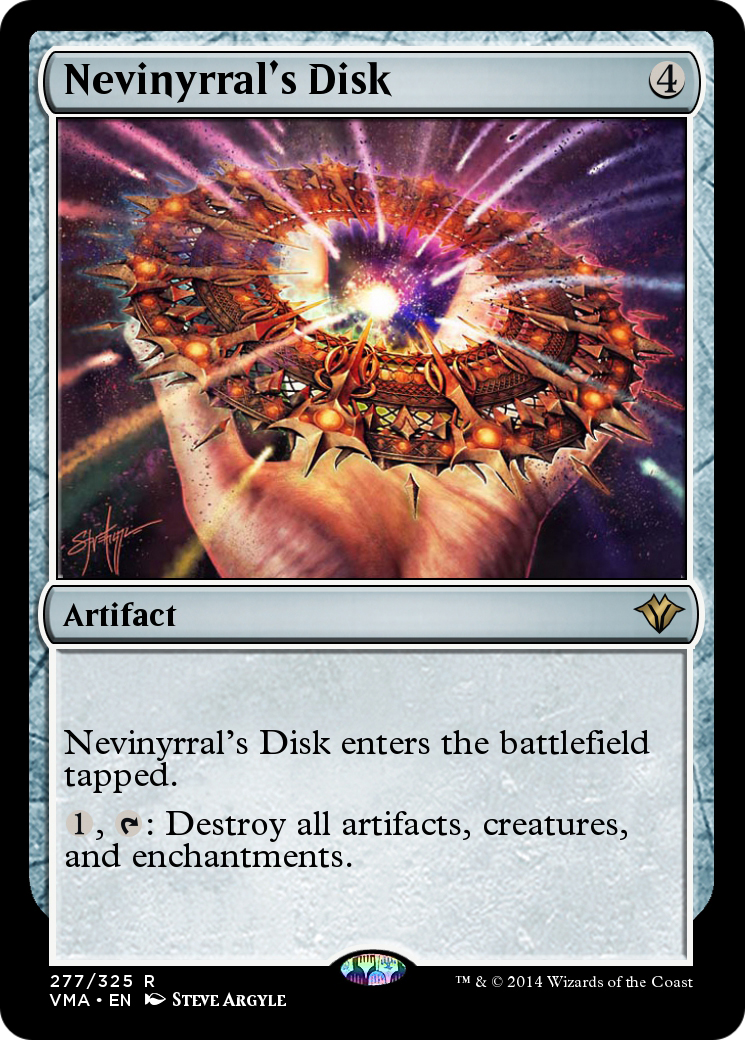 Nevinyrral's Disk 4
Artifact
Nevinyrral's Disk enters the battlefield
tapped.
1, : Destroy all artifacts, creatures,
and enchantments.
277/325 R
VMA • EN Steve Argyle
™ & © 2014 Wizards of the Coast